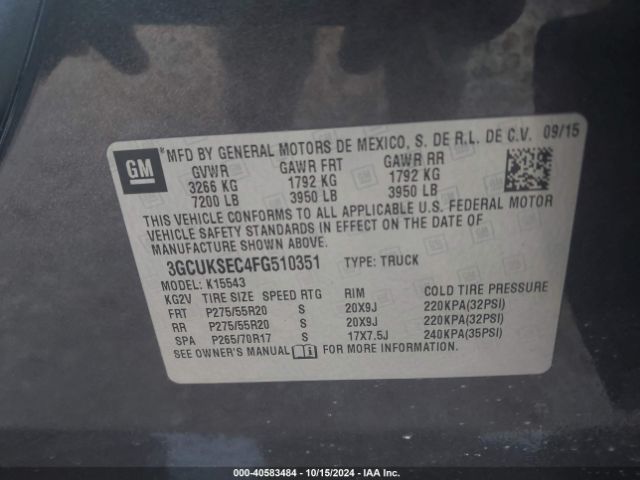 GM
*MFD BY GENERAL MOTORS DE MEXICO, S. DE R.L. DE C.V. 09/15
GVWR GAWR FRT GAWR RR
3266 KG 1792 KG 1792 KG
7200 LB 3950 LB 3950 LB
THIS VEHICLE CONFORMS TO ALL APPLICABLE U.S. FEDERAL MOTOR
VEHICLE SAFETY STANDARDS IN EFFECT ON THE DATE OF
MANUFACTURE SHOWN ABOVE.
3GCUKSEC4FG510351 TYPE: TRUCK
MODEL: K15543
KG2V TIRE SIZE SPEED RTG RIM COLD TIRE PRESSURE
FRT P275/55R20 S 20X9J 220KPA(32PSI)
RR P275/55R20 S 20X9J 220KPA(32PSI)
SPA P265/70R17 S 17X7.5J 240KPA(35PSI)
SEE OWNER'S MANUAL FOR MORE INFORMATION.
000-40583484 - 10/15/2024 - IAA Inc.